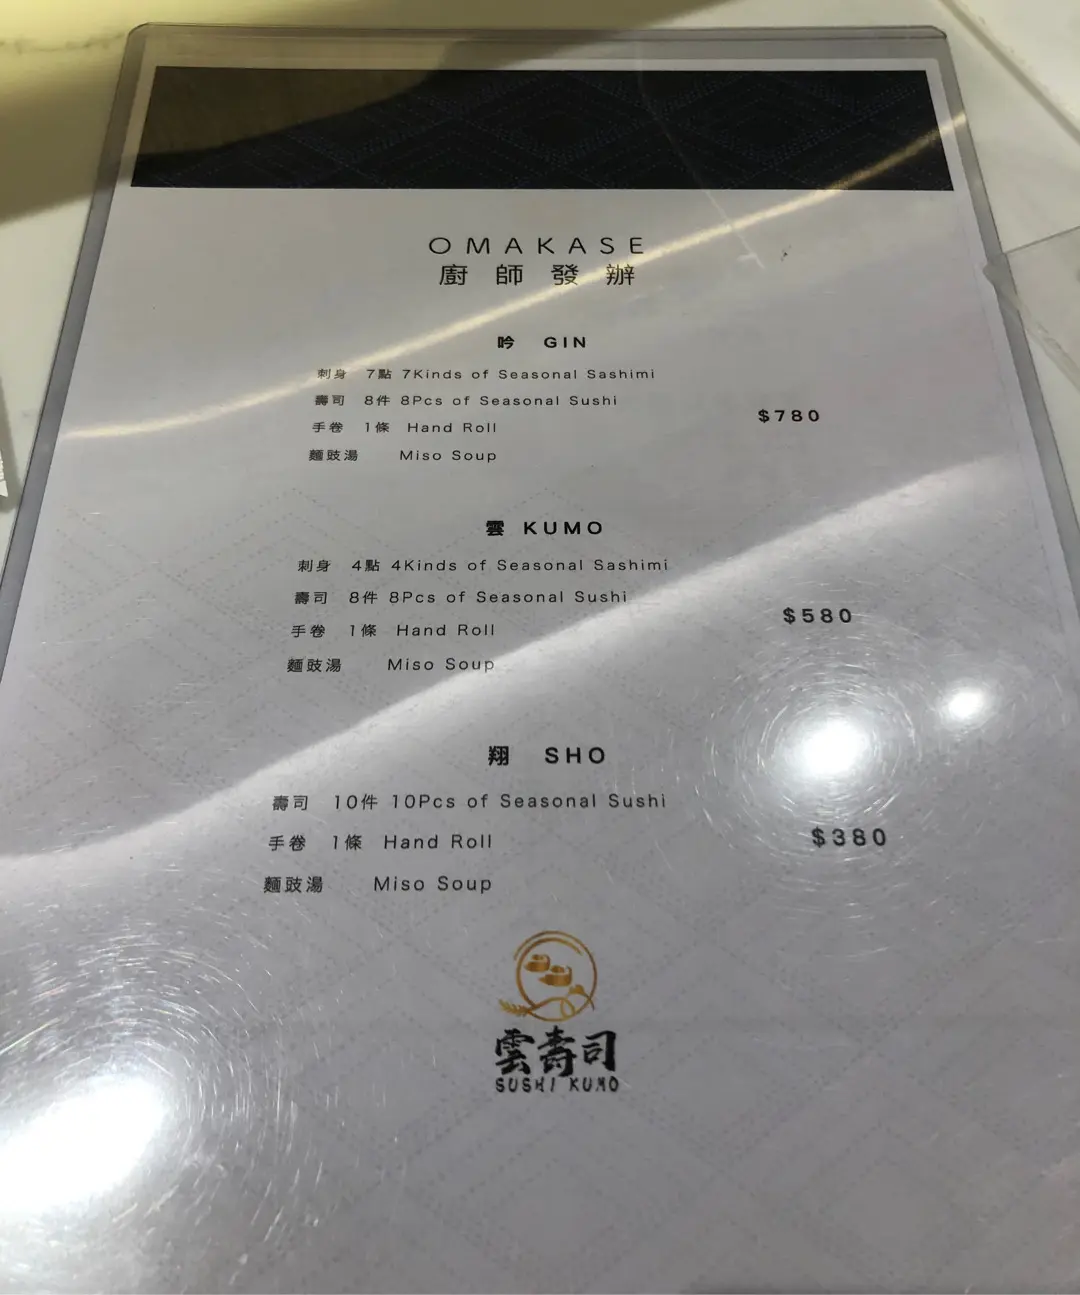 OMAKASE
廚師發辦
吟 GIN
刺身 7點 7Kinds of Seasonal Sashimi
壽司 8件 8Pcs of Seasonal Sushi
手卷 1條 Hand Roll
麵豉湯 Miso Soup
$780
雲 KUMO
刺身 4點 4Kinds of Seasonal Sashimi
壽司 8件 8Pcs of Seasonal Sushi
手卷 1條 Hand Roll
麵豉湯 Miso Soup
$580
翔 SHO
壽司 10件 10Pcs of Seasonal Sushi
手卷 1條 Hand Roll
麵豉湯 Miso Soup
$380
雲壽司
SUSHI KUMO